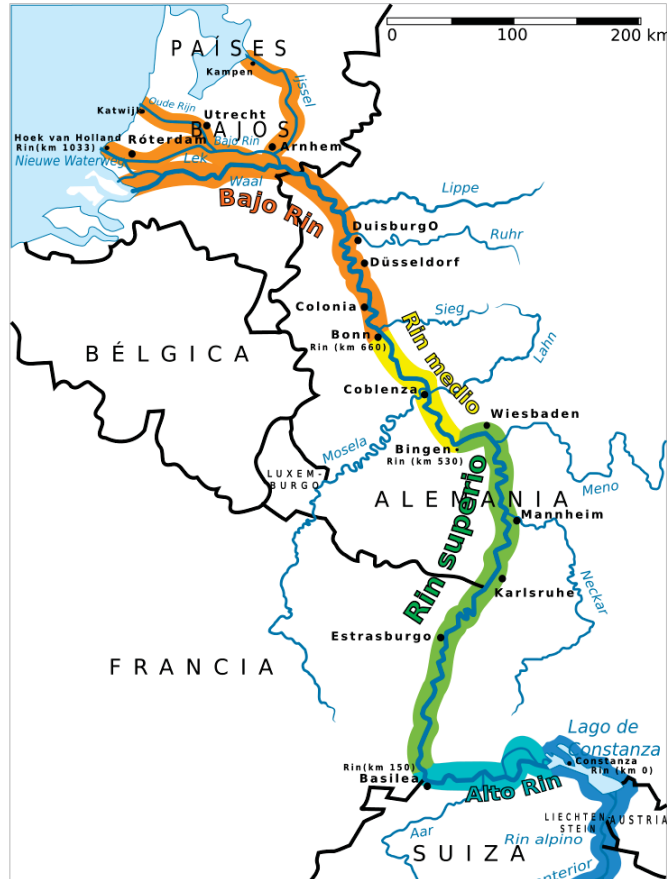 0 100 200 km
PAÍSES
Kampen
Ijssel
Katwijk
Oude Rijn
Utrecht
BAJOS
Hoek van Holland
Rin(km 1033)
Róterdam
Bajo Rin
Arnhem
Nieuwe Waterweg
Lek
Waal
Lippe
Bajo Rin
DuisburgO
Ruhr
Düsseldorf
Colonia
Sieg
Bonn
Rin (km 660)
Rin medio
Lahn
BÉLGICA
Coblenza
Wiesbaden
Mosela
Bingen
Rin (km 530)
LUXEM-
BURGO
Meno
ALEMANIA
Mannheim
Rin superio
Neckar
Karlsruhe
Estrasburgo
FRANCIA
Lago de
Constanza
Constanza
Rin (km 0)
Rin(km 150)
Basilea
Alto Rin
LIECHTEN
STEIN
AUSTRIA
Aar
Rin alpino
SUIZA
anterior